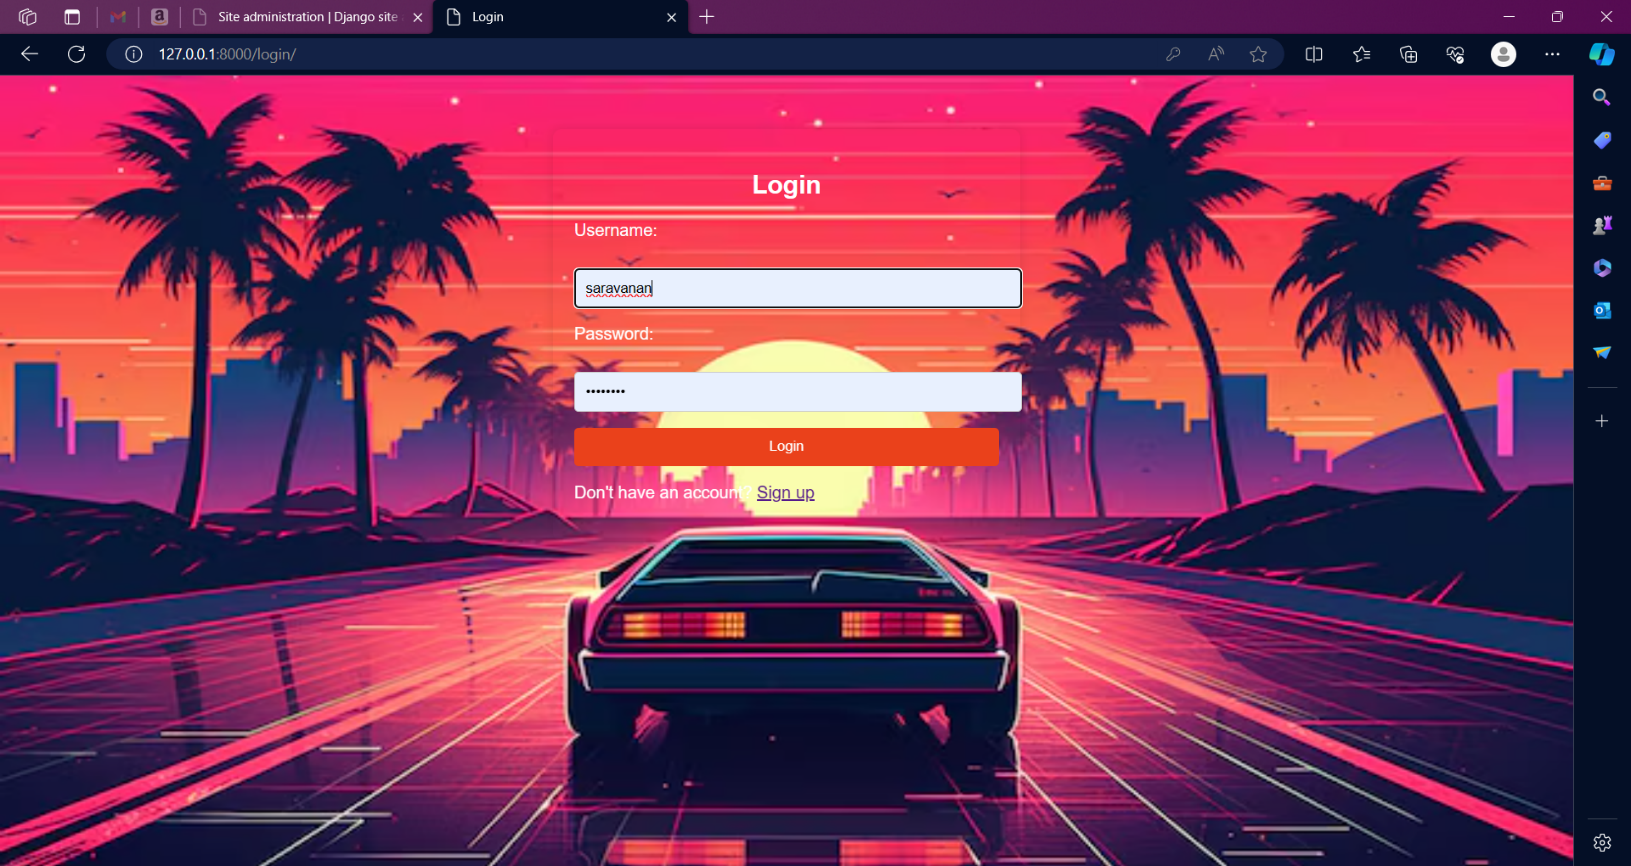 Site administration | Django site
Login
127.0.0.1:8000/login/
Login
Username:
saravanan
Password:
••••••••
Login
Don't have an account? Sign up